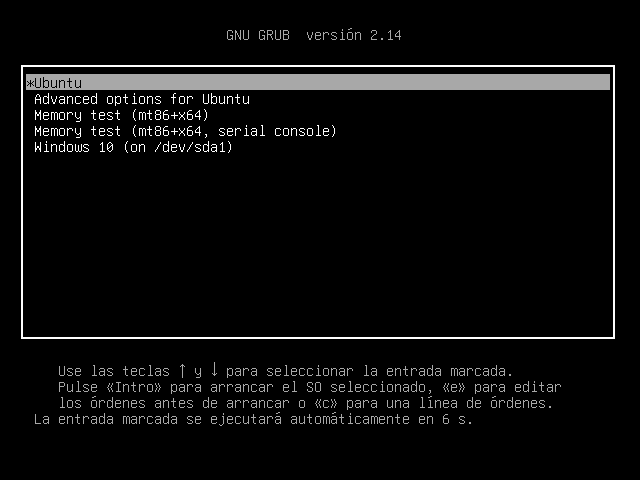 GNU GRUB versión 2.14
*Ubuntu
Advanced options for Ubuntu
Memory test (mt86+x64)
Memory test (mt86+x64, serial console)
Windows 10 (on /dev/sda1)
Use las teclas ↑ y ↓ para seleccionar la entrada marcada.
Pulse «Intro» para arrancar el SO seleccionado, «e» para editar
los órdenes antes de arrancar o «c» para una línea de órdenes.
La entrada marcada se ejecutará automáticamente en 6 s.